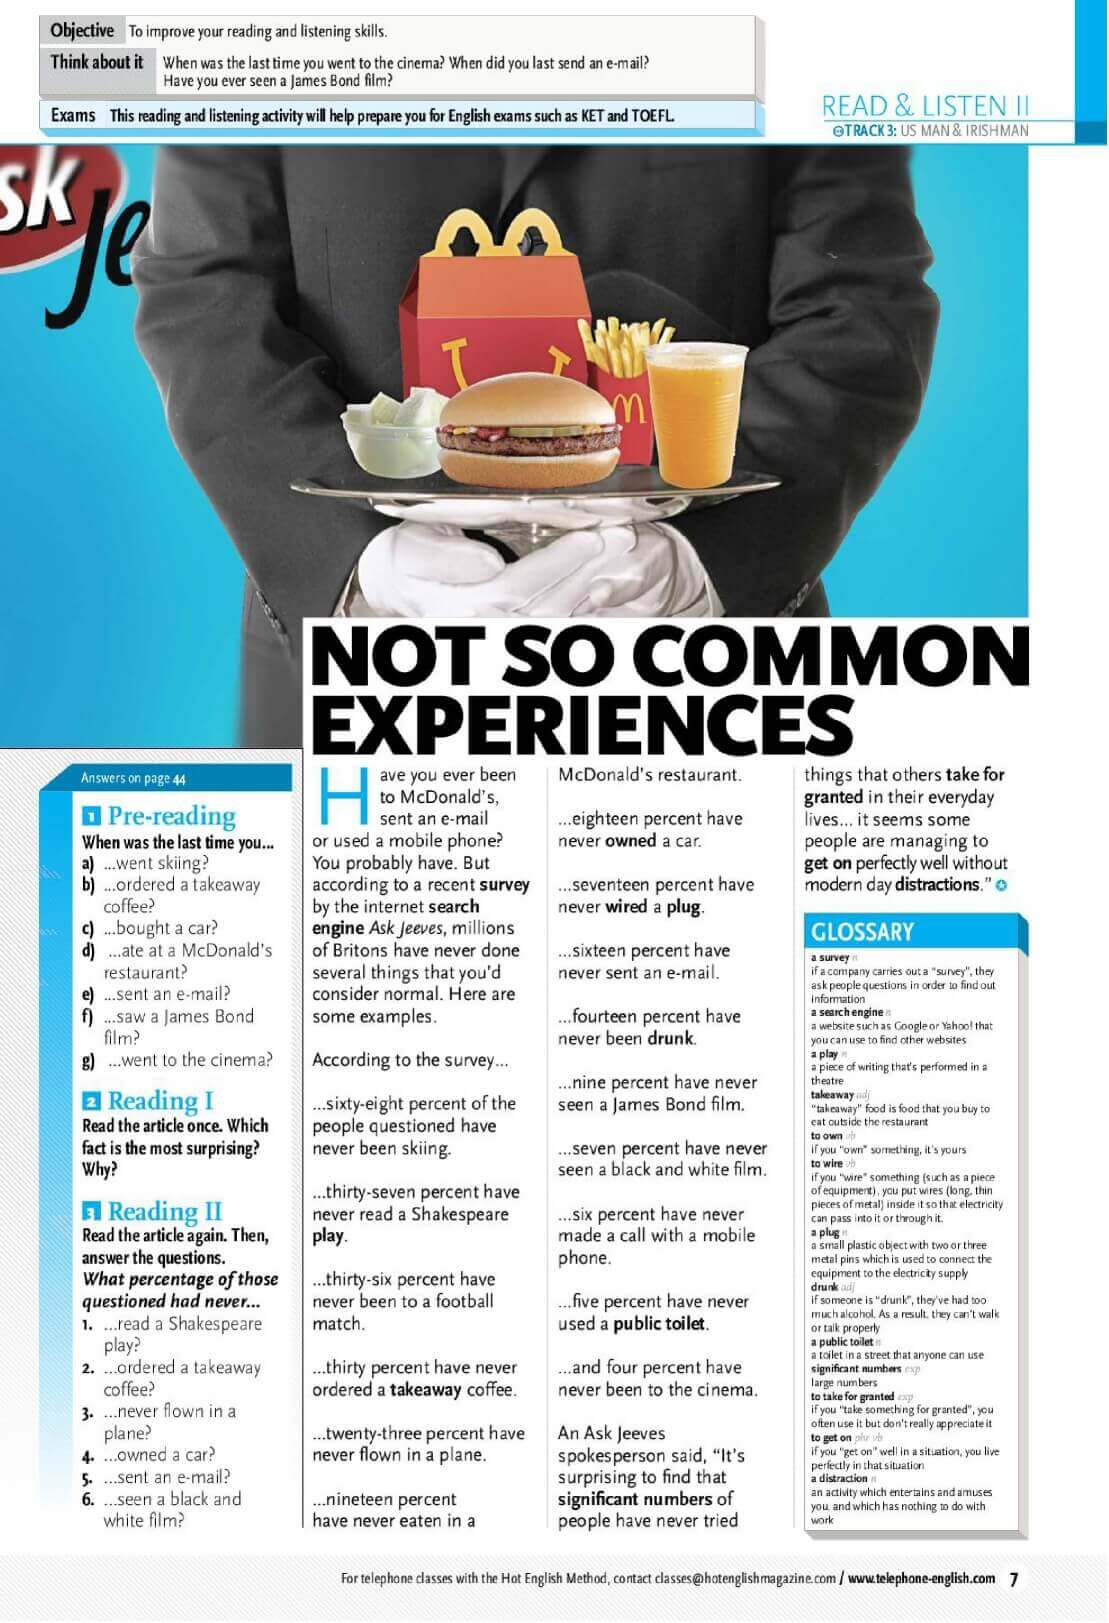 Objective To improve your reading and listening skills.
Think about it When was the last time you went to the cinema? When did you last send an e-mail?
Have you ever seen a James Bond film?
Exams This reading and listening activity will help prepare you for English exams such as KET and TOEFL.
READ & LISTEN II
TRACK 3: US MAN & IRISHMAN
sk
Je
NOT SO COMMON
EXPERIENCES
Answers on page 44
1 Pre-reading
When was the last time you...
a) ...went skiing?
b) ...ordered a takeaway
coffee?
c) ...bought a car?
d) ...ate at a McDonald's
restaurant?
e) ...sent an e-mail?
f) ...saw a James Bond
film?
g) ...went to the cinema?
2 Reading I
Read the article once. Which
fact is the most surprising?
Why?
3 Reading II
Read the article again. Then,
answer the questions.
What percentage of those
questioned had never...
1. ...read a Shakespeare
play?
2. ...ordered a takeaway
coffee?
3. ...never flown in a
plane?
4. ...owned a car?
5. ...sent an e-mail?
6. ...seen a black and
white film?
Have you ever been
to McDonald's,
sent an e-mail
or used a mobile phone?
You probably have. But
according to a recent survey
by the internet search
engine Ask Jeeves, millions
of Britons have never done
several things that you'd
consider normal. Here are
some examples.
According to the survey...
...sixty-eight percent of the
people questioned have
never been skiing.
...thirty-seven percent have
never read a Shakespeare
play.
...thirty-six percent have
never been to a football
match.
...thirty percent have never
ordered a takeaway coffee.
...twenty-three percent have
never flown in a plane.
...nineteen percent
have never eaten in a
McDonald's restaurant.
...eighteen percent have
never owned a car.
...seventeen percent have
never wired a plug.
...sixteen percent have
never sent an e-mail.
...fourteen percent have
never been drunk.
...nine percent have never
seen a James Bond film.
...seven percent have never
seen a black and white film.
...six percent have never
made a call with a mobile
phone.
...five percent have never
used a public toilet.
...and four percent have
never been to the cinema.
An Ask Jeeves
spokesperson said, "It's
surprising to find that
significant numbers of
people have never tried
things that others take for
granted in their everyday
lives... it seems some
people are managing to
get on perfectly well without
modern day distractions."
GLOSSARY
a survey n
if a company carries out a "survey", they
ask people questions in order to find out
information
a search engine n
a website such as Google or Yahoo! that
you can use to find other websites
a play n
a piece of writing that's performed in a
theatre
takeaway adj
"takeaway" food is food that you buy to
eat outside the restaurant
to own vb
if you "own" something, it's yours
to wire vb
if you "wire" something (such as a piece
of equipment), you put wires (long, thin
pieces of metal) inside it so that electricity
can pass into it or through it.
a plug n
a small plastic object with two or three
metal pins which is used to connect the
equipment to the electricity supply
drunk adj
if someone is "drunk", they've had too
much alcohol. As a result, they can't walk
or talk properly
a public toilet n
a toilet in a street that anyone can use
significant numbers exp
large numbers
to take for granted exp
if you "take something for granted", you
often use it but don't really appreciate it
to get on phr vb
if you "get on" well in a situation, you live
perfectly in that situation
a distraction n
an activity which entertains and amuses
you, and which has nothing to do with
work
For telephone classes with the Hot English Method, contact classes@hotenglishmagazine.com / www.telephone-english.com 7